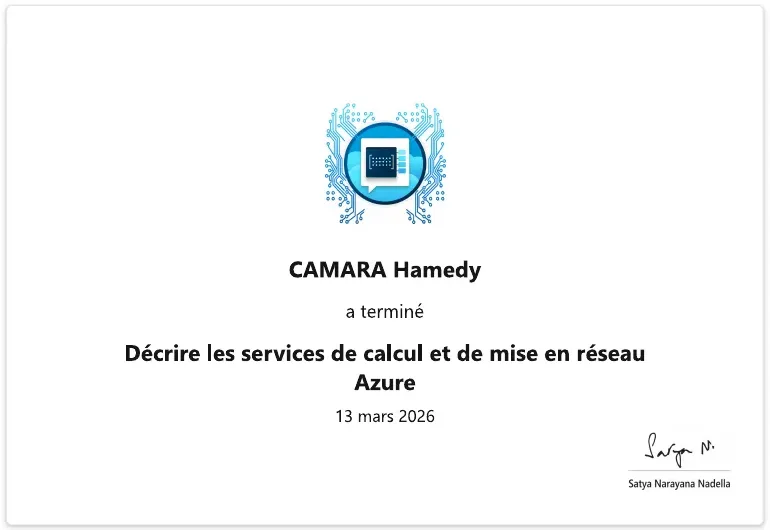 CAMARA Hamedy
a terminé
Décrire les services de calcul et de mise en réseau
Azure
13 mars 2026
Satya N.
Satya Narayana Nadella